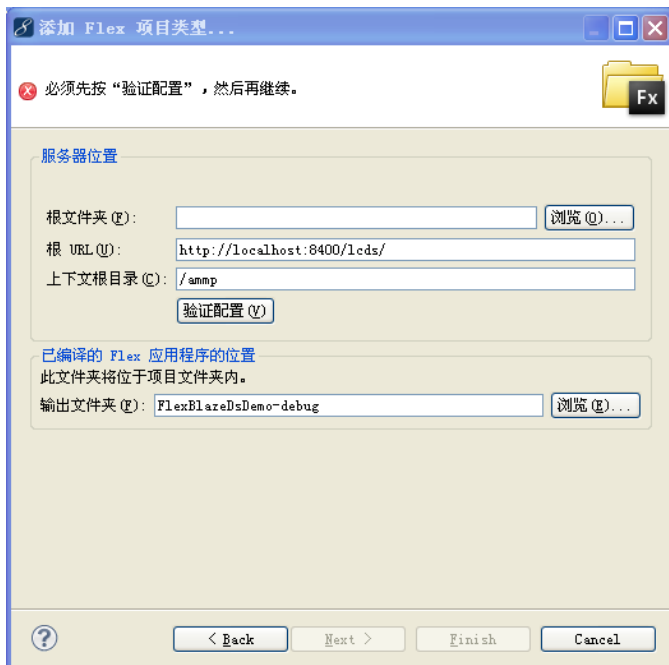 添加 Flex 项目类型...
必须先按“验证配置”，然后再继续。
Fx
服务器位置
根文件夹(F):
浏览(O)...
根 URL(U): http://localhost:8400/lcds/
上下文根目录(C): /ammp
验证配置(V)
已编译的 Flex 应用程序的位置
此文件夹将位于项目文件夹内。
输出文件夹(F): FlexBlazeDsDemo-debug 浏览(E)...
? < Back Next > Finish Cancel